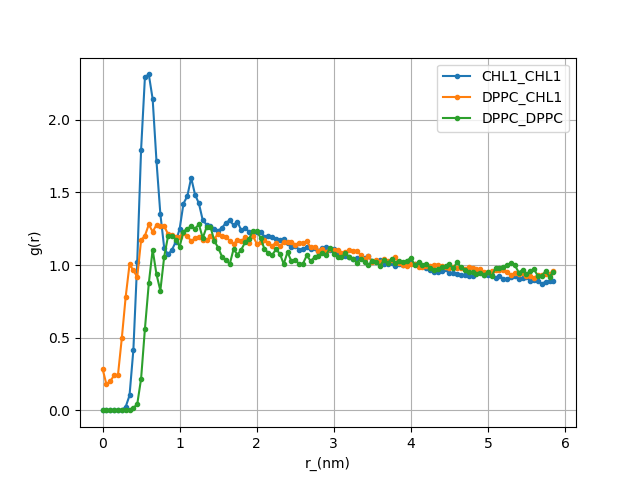 CHL1_CHL1
DPPC_CHL1
DPPC_DPPC
2.0
1.5
1.0
0.5
0.0
g(r)
0 1 2 3 4 5 6
r_(nm)